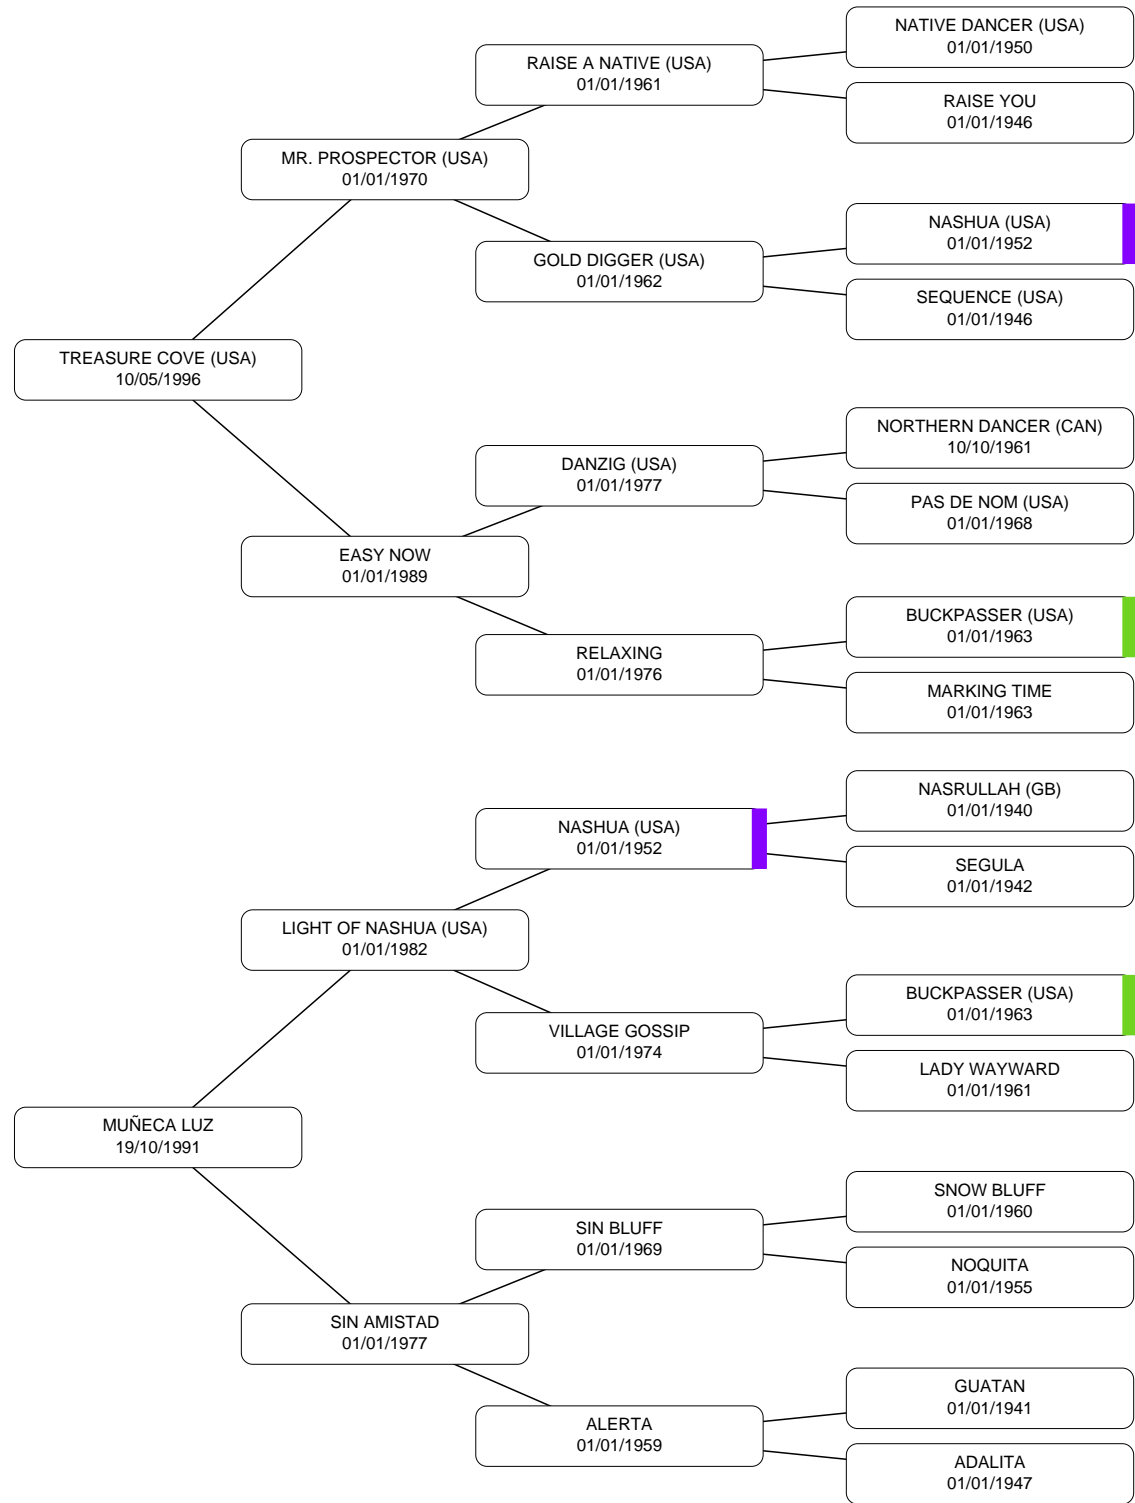 NATIVE DANCER (USA)
01/01/1950
RAISE A NATIVE (USA)
01/01/1961
RAISE YOU
01/01/1946
MR. PROSPECTOR (USA)
01/01/1970
NASHUA (USA)
01/01/1952
GOLD DIGGER (USA)
01/01/1962
SEQUENCE (USA)
01/01/1946
TREASURE COVE (USA)
10/05/1996
NORTHERN DANCER (CAN)
10/10/1961
DANZIG (USA)
01/01/1977
PAS DE NOM (USA)
01/01/1968
EASY NOW
01/01/1989
BUCKPASSER (USA)
01/01/1963
RELAXING
01/01/1976
MARKING TIME
01/01/1963
NASRULLAH (GB)
01/01/1940
NASHUA (USA)
01/01/1952
SEGULA
01/01/1942
LIGHT OF NASHUA (USA)
01/01/1982
BUCKPASSER (USA)
01/01/1963
VILLAGE GOSSIP
01/01/1974
LADY WAYWARD
01/01/1961
MUÑECA LUZ
19/10/1991
SNOW BLUFF
01/01/1960
SIN BLUFF
01/01/1969
NOQUITA
01/01/1955
SIN AMISTAD
01/01/1977
GUATAN
01/01/1941
ALERTA
01/01/1959
ADALITA
01/01/1947